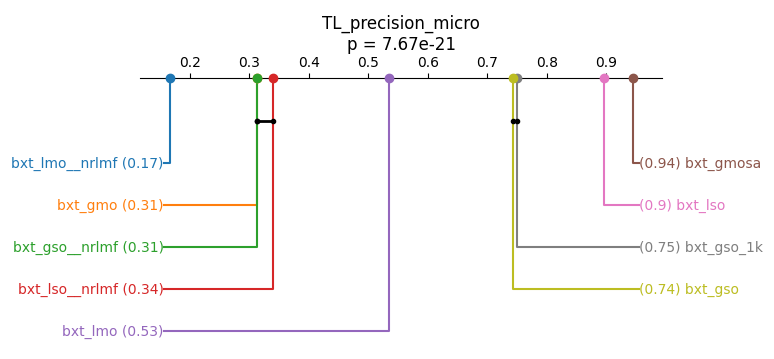 TL_precision_micro
p = 7.67e-21
0.2 0.3 0.4 0.5 0.6 0.7 0.8 0.9
bxt_lmo__nrlmf (0.17) (0.94) bxt_gmosa
bxt_gmo (0.31) (0.9) bxt_lso
bxt_gso__nrlmf (0.31) (0.75) bxt_gso_1k
bxt_lso__nrlmf (0.34) (0.74) bxt_gso
bxt_lmo (0.53)